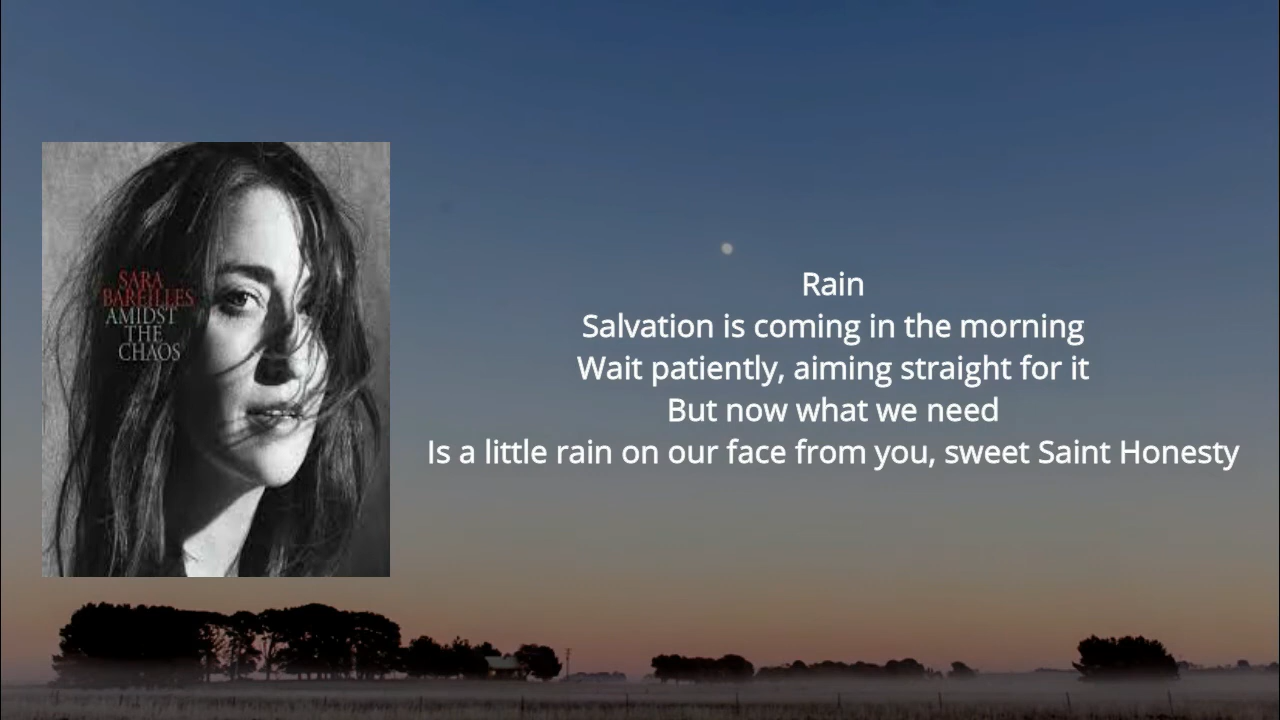 SARA
BAREILLES
AMIDST
THE
CHAOS
Rain
Salvation is coming in the morning
Wait patiently, aiming straight for it
But now what we need
Is a little rain on our face from you, sweet Saint Honesty